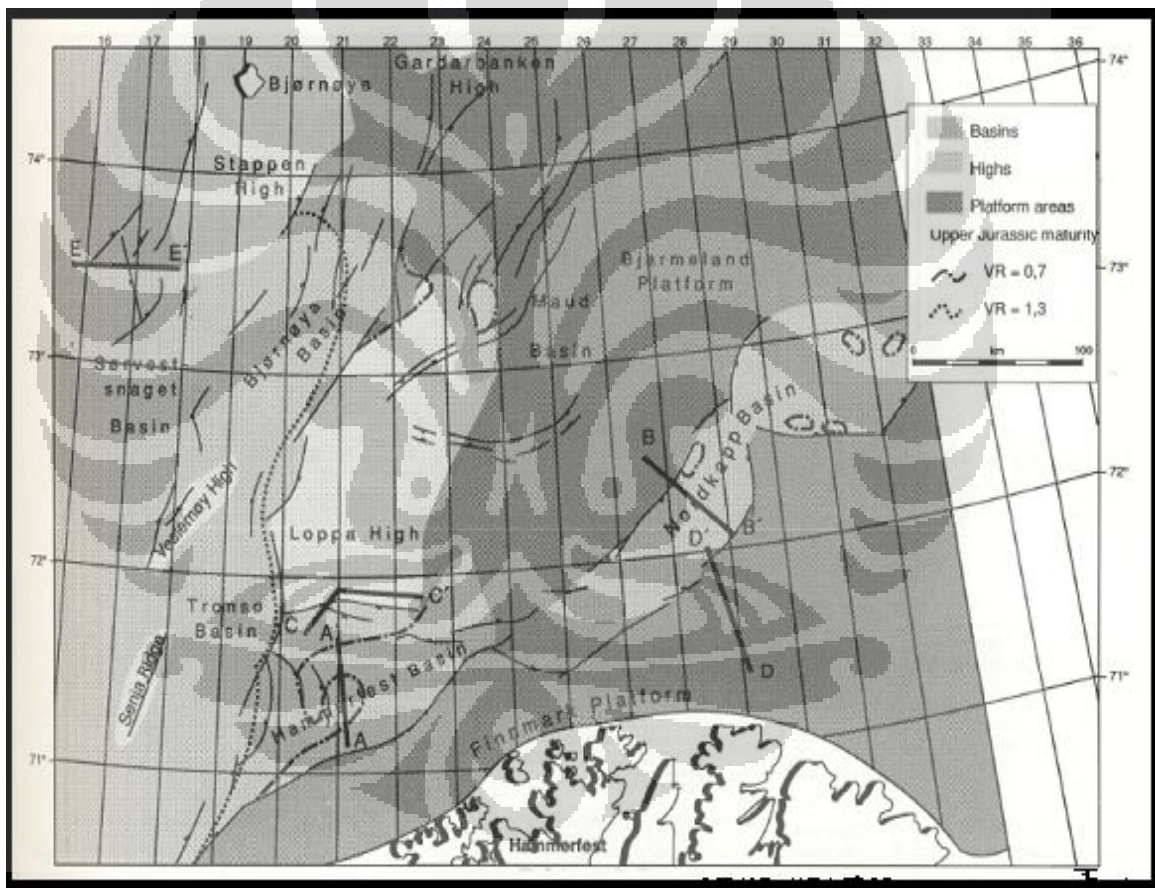 16 17 18 19 20 21 22 23 24 25 26 27 28 29 30 31 32 33 34 35 36
74°
Gardarbanken
High
Bjørnøya
Basins
Highs
Platform areas
Upper Jurassic maturity
VR = 0,7
VR = 1,3
0 km 100
74°
Stappen
High
E E'
Bjarmeland
Platform
73°
Maud
Basin
Bjørnøya
Basin
73°
Sørvest
snaget
Basin
Nordkapp Basin
B
B'
72°
Veslemøy High
Loppa High
D'
72°
Tromsø
Basin
C
C'
A'
Senja Ridge
Hammerfest Basin
D
71°
Finnmark Platform
A
71°
Hammerfest